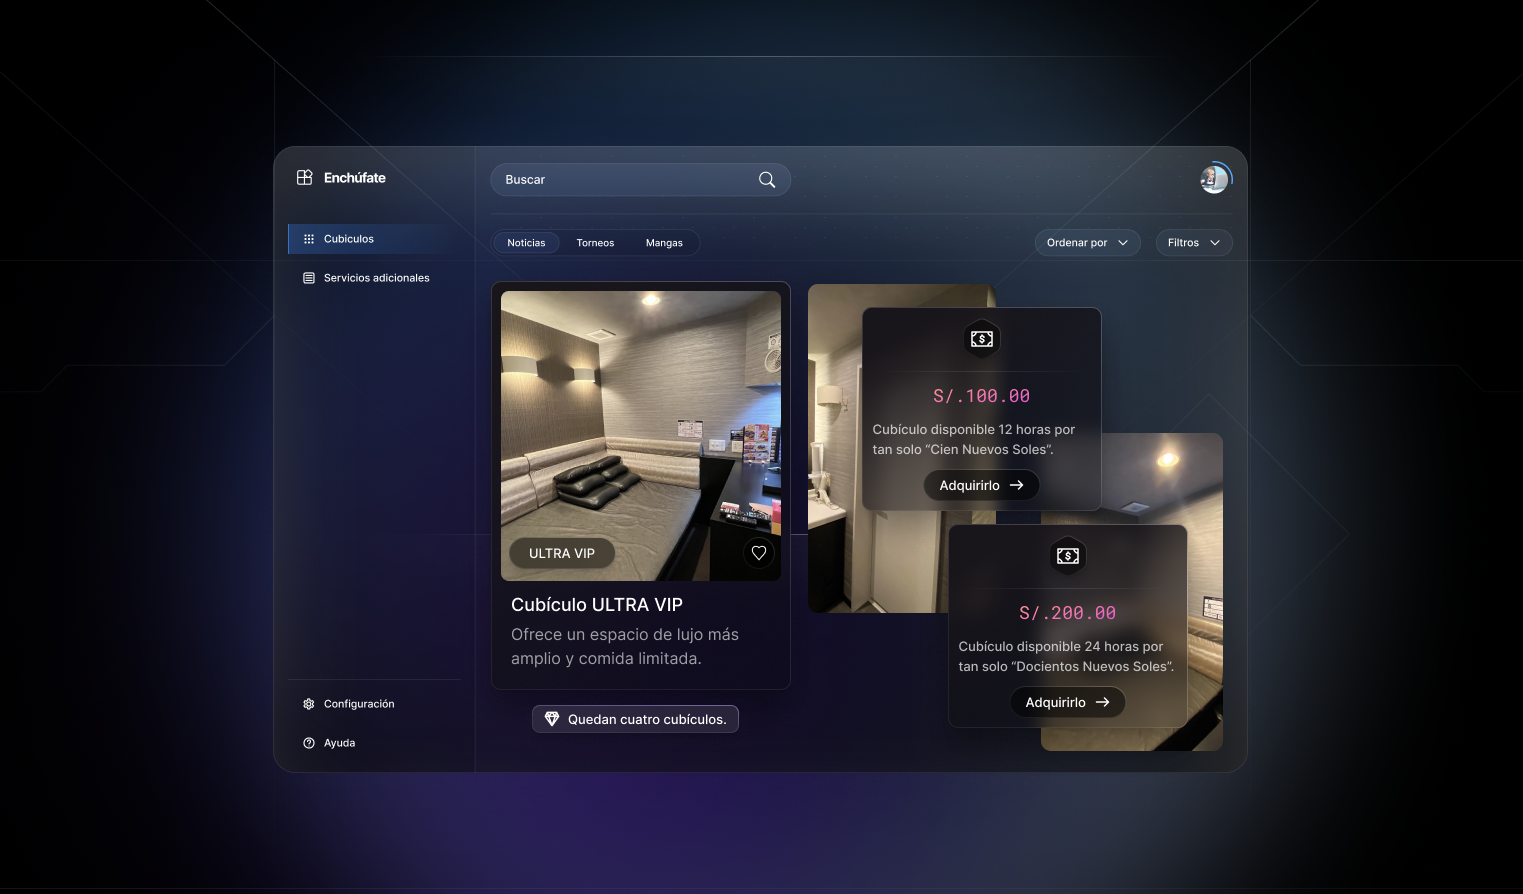 Enchúfate
Buscar
Cubiculos
Servicios adicionales
Noticias
Torneos
Mangas
Ordenar por
Filtros
ULTRA VIP
Cubículo ULTRA VIP
Ofrece un espacio de lujo más
amplio y comida limitada.
Quedan cuatro cubículos.
S/.100.00
Cubículo disponible 12 horas por
tan solo “Cien Nuevos Soles”.
Adquirirlo
S/.200.00
Cubículo disponible 24 horas por
tan solo “Docientos Nuevos Soles”.
Adquirirlo
Configuración
Ayuda